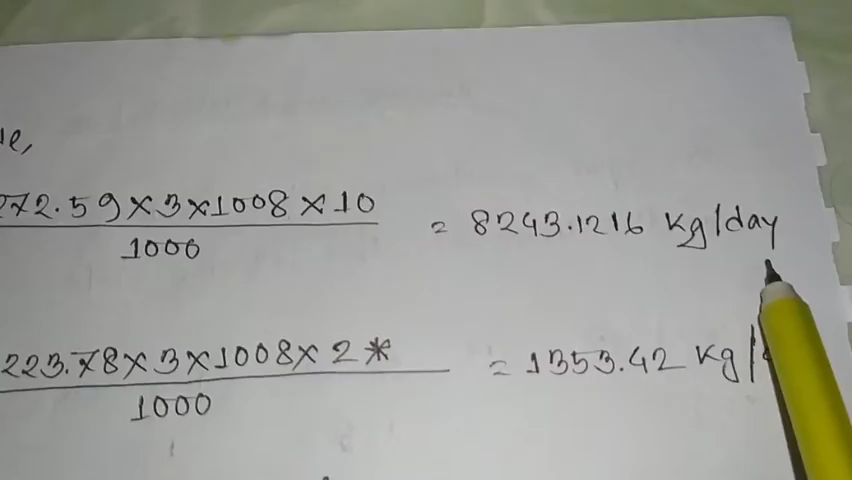 272.59×3×1008×10
1000
= 8243.1216 kg/day
223.78×3×1008×2*
1000
= 1353.42 kg/